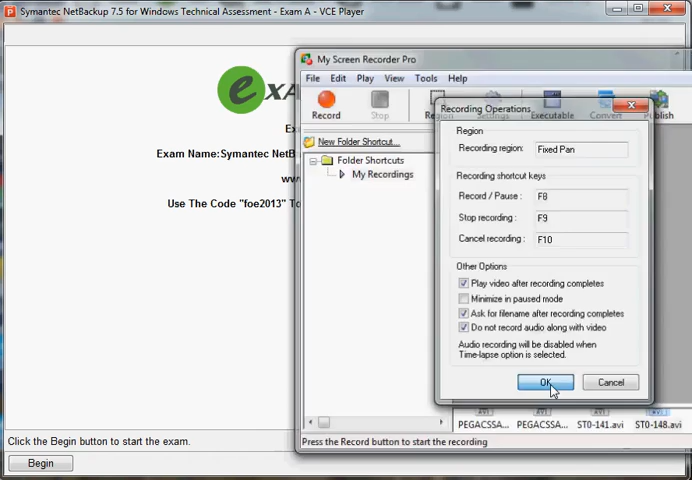 Symantec NetBackup 7.5 for Windows Technical Assessment - Exam A - VCE Player
Exam Name:Symantec NetB
www
Use The Code "foe2013" To
My Screen Recorder Pro
File Edit Play View Tools Help
Record Stop Region Settings Executable Convert Publish
New Folder Shortcut...
Folder Shortcuts
My Recordings
Recording Operations
Region
Recording region: Fixed Pan
Recording shortcut keys
Record / Pause : F8
Stop recording : F9
Cancel recording : F10
Other Options
Play video after recording completes
Minimize in paused mode
Ask for filename after recording completes
Do not record audio along with video
Audio recording will be disabled when
Time-lapse option is selected.
OK Cancel
PEGACSSA... PEGACSSA... ST0-141.avi ST0-148.avi
Press the Record button to start the recording
Click the Begin button to start the exam.
Begin